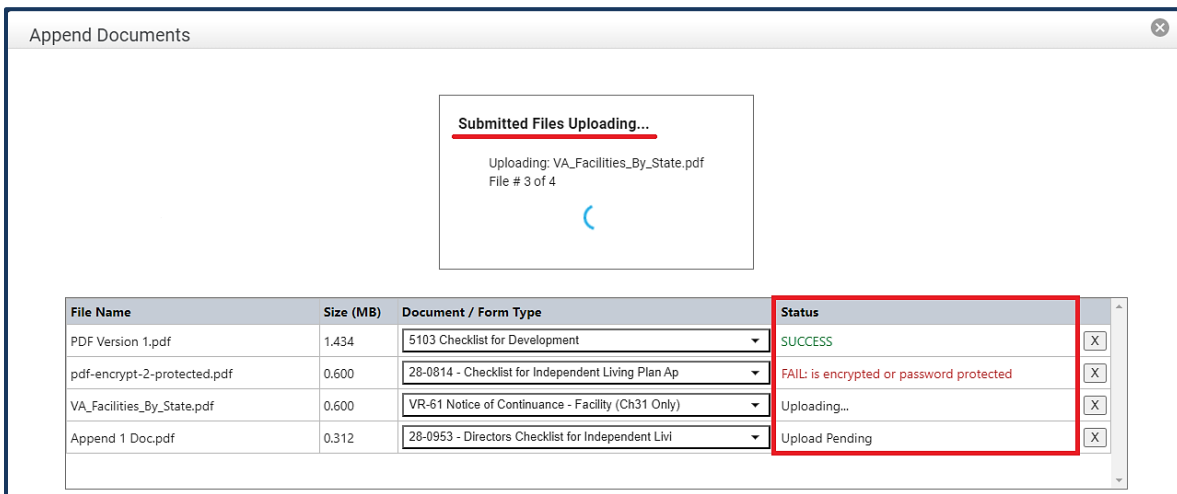 Append Documents
Submitted Files Uploading...
Uploading: VA_Facilities_By_State.pdf
File # 3 of 4
File Name Size (MB) Document / Form Type Status
PDF Version 1.pdf 1.434 5103 Checklist for Development SUCCESS X
pdf-encrypt-2-protected.pdf 0.600 28-0814 - Checklist for Independent Living Plan Ap FAIL: is encrypted or password protected X
VA_Facilities_By_State.pdf 0.600 VR-61 Notice of Continuance - Facility (Ch31 Only) Uploading... X
Append 1 Doc.pdf 0.312 28-0953 - Directors Checklist for Independent Livi Upload Pending X